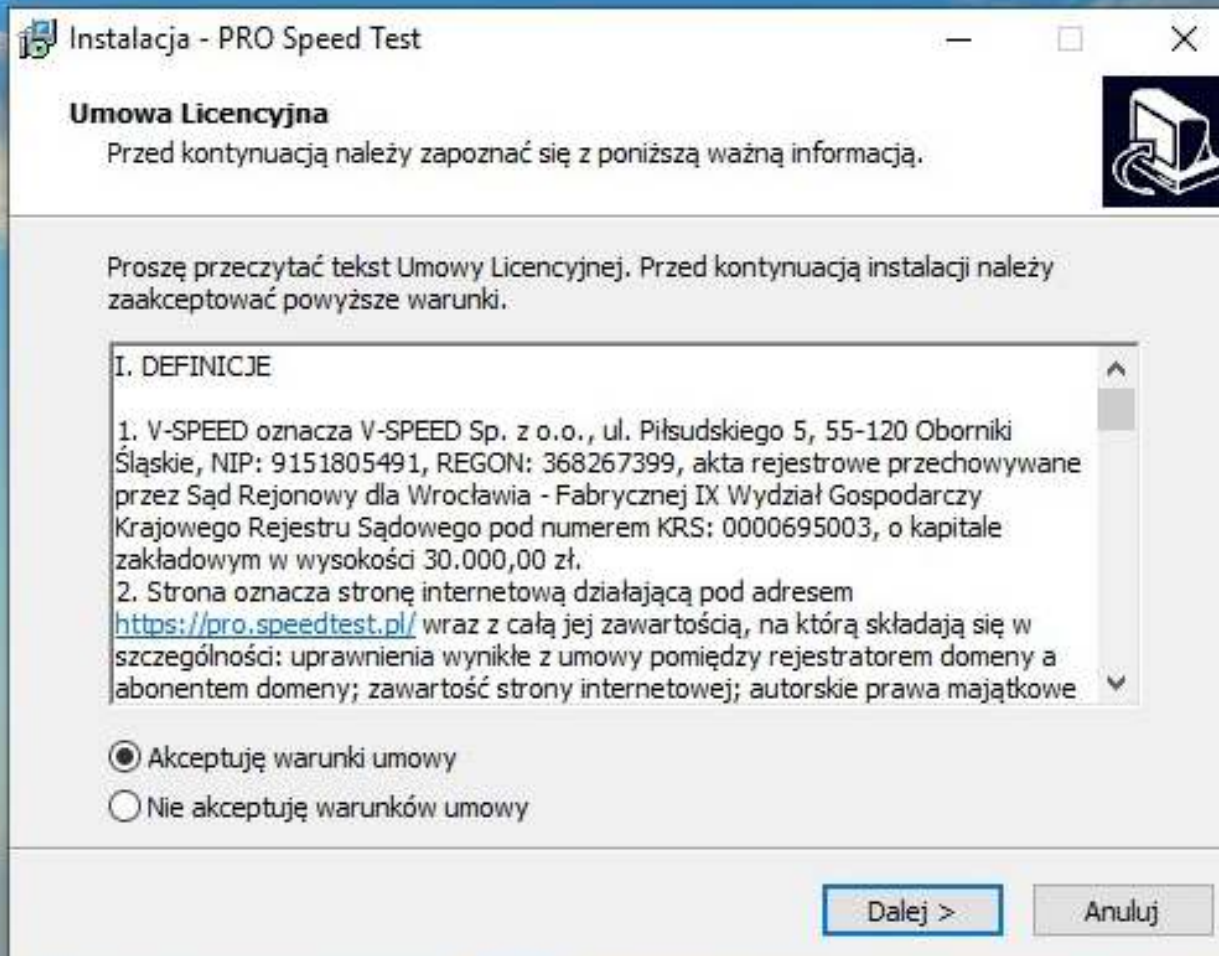 Instalacja - PRO Speed Test
Umowa Licencyjna
Przed kontynuacją należy zapoznać się z poniższą ważną informacją.
Proszę przeczytać tekst Umowy Licencyjnej. Przed kontynuacją instalacji należy
zaakceptować powyższe warunki.
I. DEFINICJE
1. V-SPEED oznacza V-SPEED Sp. z o.o., ul. Piłsudskiego 5, 55-120 Oborniki
Śląskie, NIP: 9151805491, REGON: 368267399, akta rejestrowe przechowywane
przez Sąd Rejonowy dla Wrocławia - Fabrycznej IX Wydział Gospodarczy
Krajowego Rejestru Sądowego pod numerem KRS: 0000695003, o kapitale
zakładowym w wysokości 30.000,00 zł.
2. Strona oznacza stronę internetową działającą pod adresem
https://pro.speedtest.pl/ wraz z całą jej zawartością, na którą składają się w
szczególności: uprawnienia wynikłe z umowy pomiędzy rejestratorem domeny a
abonentem domeny; zawartość strony internetowej; autorskie prawa majątkowe
Akceptuję warunki umowy
Nie akceptuję warunków umowy
Dalej >
Anuluj